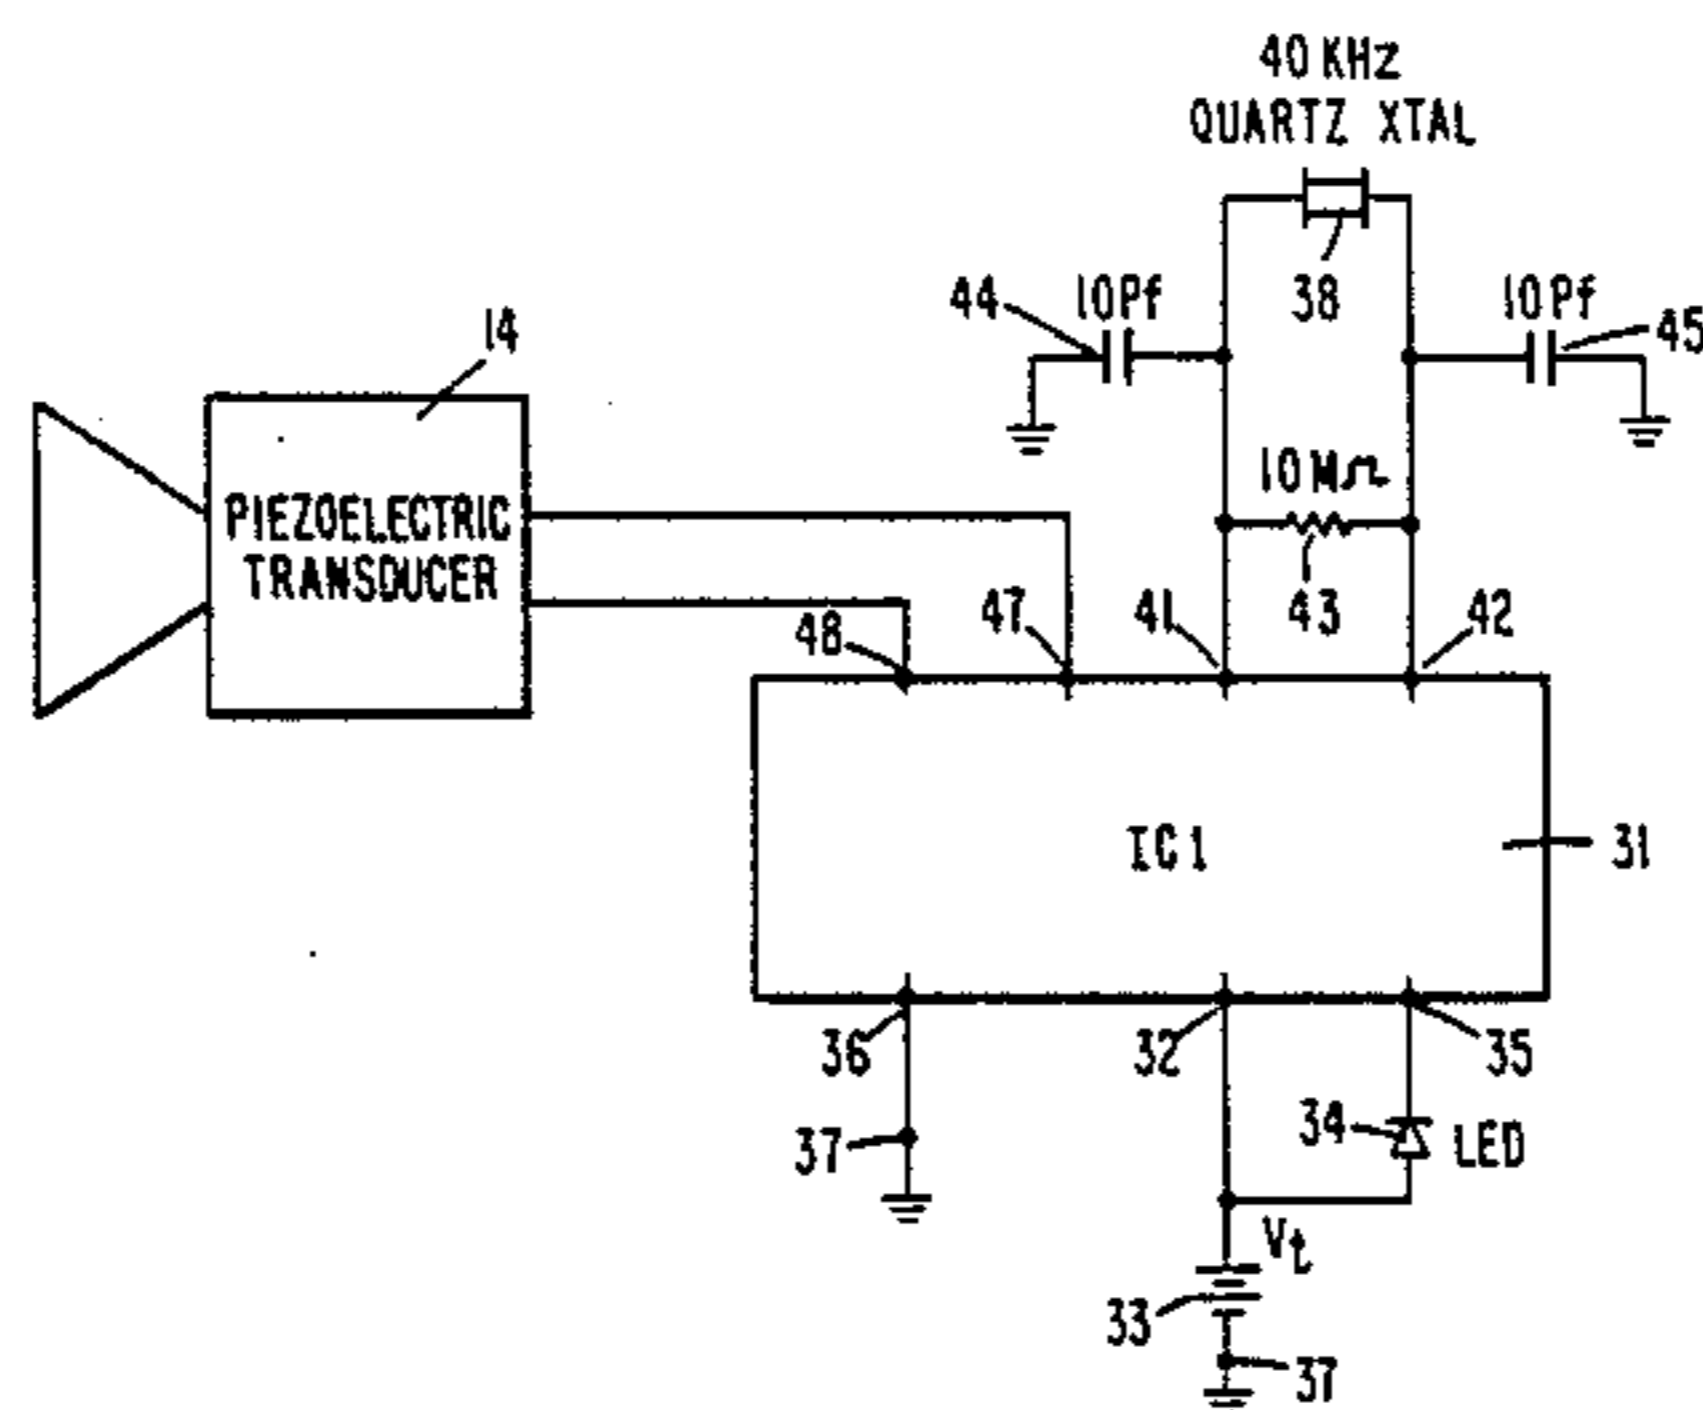 40 KHz
QUARTZ XTAL
38
44
10Pf
10Pf
45
14
10MΩ
43
PIEZOELECTRIC
TRANSDUCER
48
47
41
42
IC1
31
36
32
35
37
34
LED
Vt
33
37